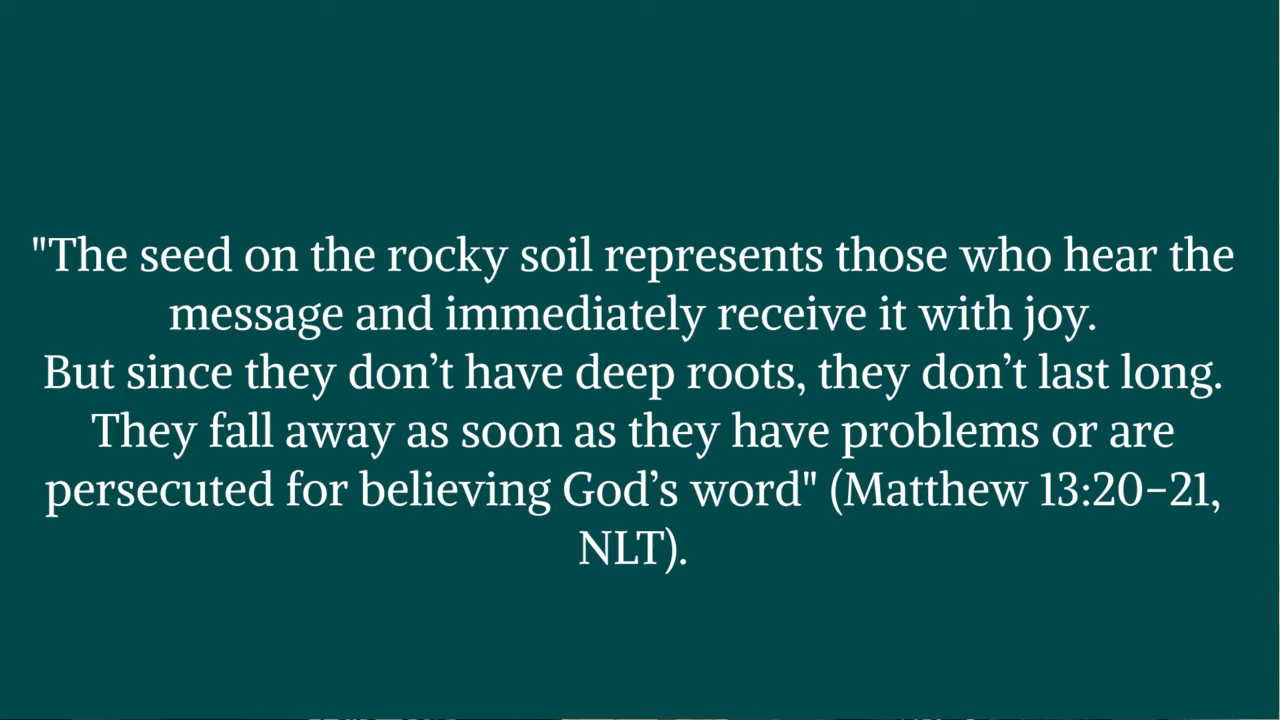 "The seed on the rocky soil represents those who hear the
message and immediately receive it with joy.
But since they don’t have deep roots, they don’t last long.
They fall away as soon as they have problems or are
persecuted for believing God’s word" (Matthew 13:20–21,
NLT).